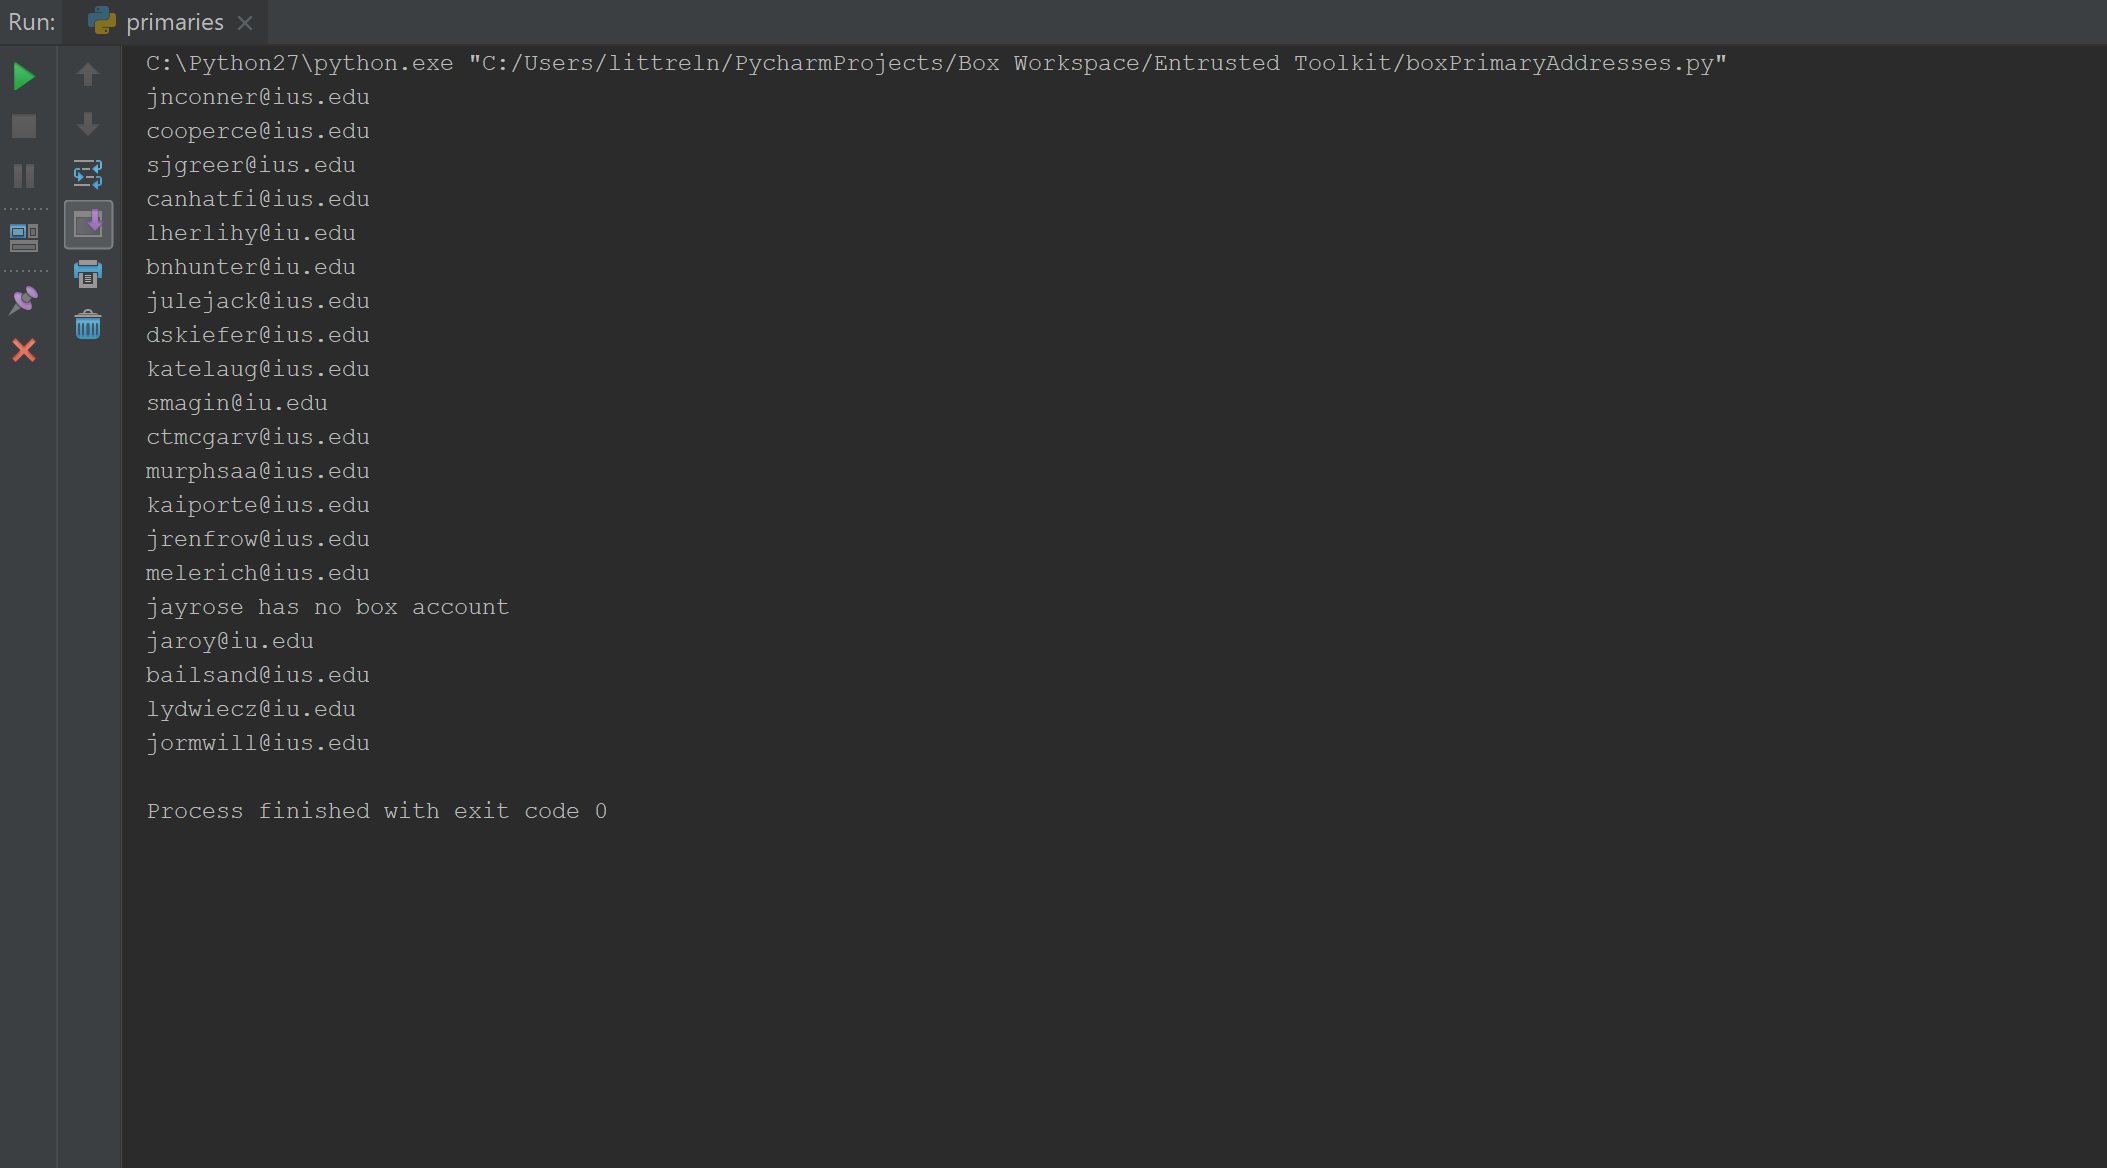 Run: primaries
C:\Python27\python.exe "C:/Users/littreln/PycharmProjects/Box Workspace/Entrusted Toolkit/boxPrimaryAddresses.py"
jnconner@ius.edu
cooperce@ius.edu
sjgreer@ius.edu
canhatfi@ius.edu
lherlihy@iu.edu
bnhunter@iu.edu
julejack@ius.edu
dskiefer@ius.edu
katelaug@ius.edu
smagin@iu.edu
ctmcgarv@ius.edu
murphsaa@ius.edu
kaiporte@ius.edu
jrenfrow@ius.edu
melerich@ius.edu
jayrose has no box account
jaroy@iu.edu
bailsand@ius.edu
lydwiecz@iu.edu
jormwill@ius.edu
Process finished with exit code 0